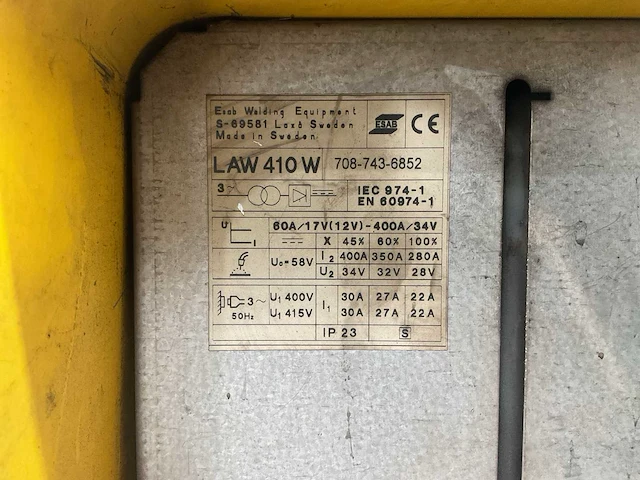 Esab Welding Equipment
S-69581 Laxå Sweden
Made in Sweden
ESAB CE
LAW 410 W 708-743-6852
3~ IEC 974-1
EN 60974-1
U I 60A/17V(12V)-400A/34V
X 45% 60% 100%
U₀=58V I₂ 400A 350A 280A
U₂ 34V 32V 28V
3~ 50Hz U₁ 400V I₁ 30A 27A 22A
U₁ 415V 30A 27A 22A
IP 23 S